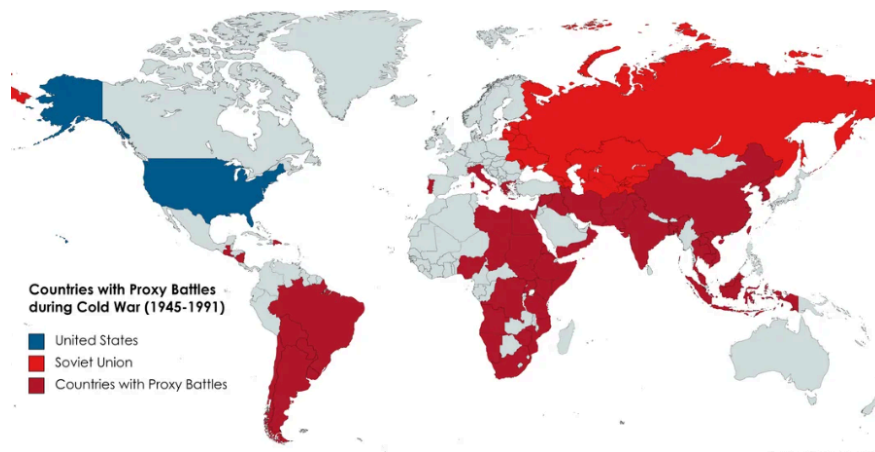 Countries with Proxy Battles
during Cold War (1945-1991)
United States
Soviet Union
Countries with Proxy Battles